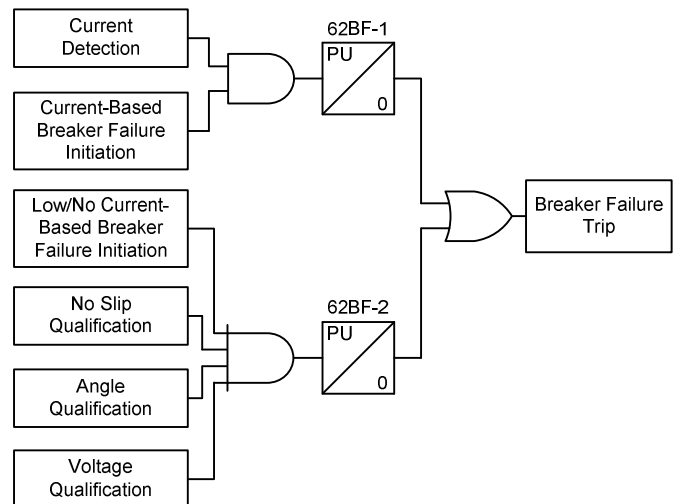 Current
Detection
Current-Based
Breaker Failure
Initiation
Low/No Current-
Based Breaker
Failure Initiation
No Slip
Qualification
Angle
Qualification
Voltage
Qualification
62BF-1
PU
0
62BF-2
PU
0
Breaker Failure
Trip